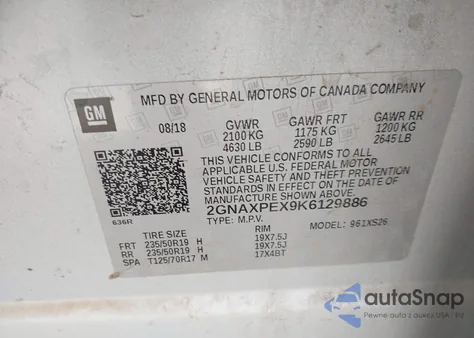 GM
MFD BY GENERAL MOTORS OF CANADA COMPANY
08/18 GVWR GAWR FRT GAWR RR
2100 KG 1175 KG 1200 KG
4630 LB 2590 LB 2645 LB
THIS VEHICLE CONFORMS TO ALL
APPLICABLE U.S. FEDERAL MOTOR
VEHICLE SAFETY AND THEFT PREVENTION
STANDARDS IN EFFECT ON THE DATE OF
MANUFACTURE SHOWN ABOVE.
2GNAXPEX9K6129886
636R TYPE: M.P.V. MODEL: 961XS26
TIRE SIZE RIM
FRT 235/50R19 H 19X7.5J
RR 235/50R19 H 19X7.5J
SPA T125/70R17 M 17X4BT
autoSnap
Pewne auto z USA